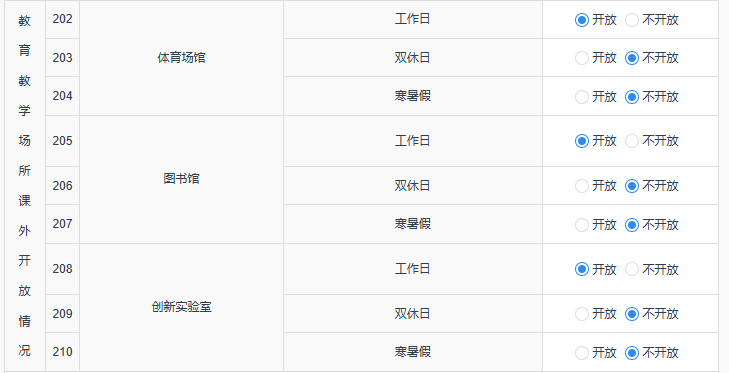 教育教学场所课外开放情况
202 体育场馆 工作日 开放 不开放
203 双休日 开放 不开放
204 寒暑假 开放 不开放
205 图书馆 工作日 开放 不开放
206 双休日 开放 不开放
207 寒暑假 开放 不开放
208 创新实验室 工作日 开放 不开放
209 双休日 开放 不开放
210 寒暑假 开放 不开放